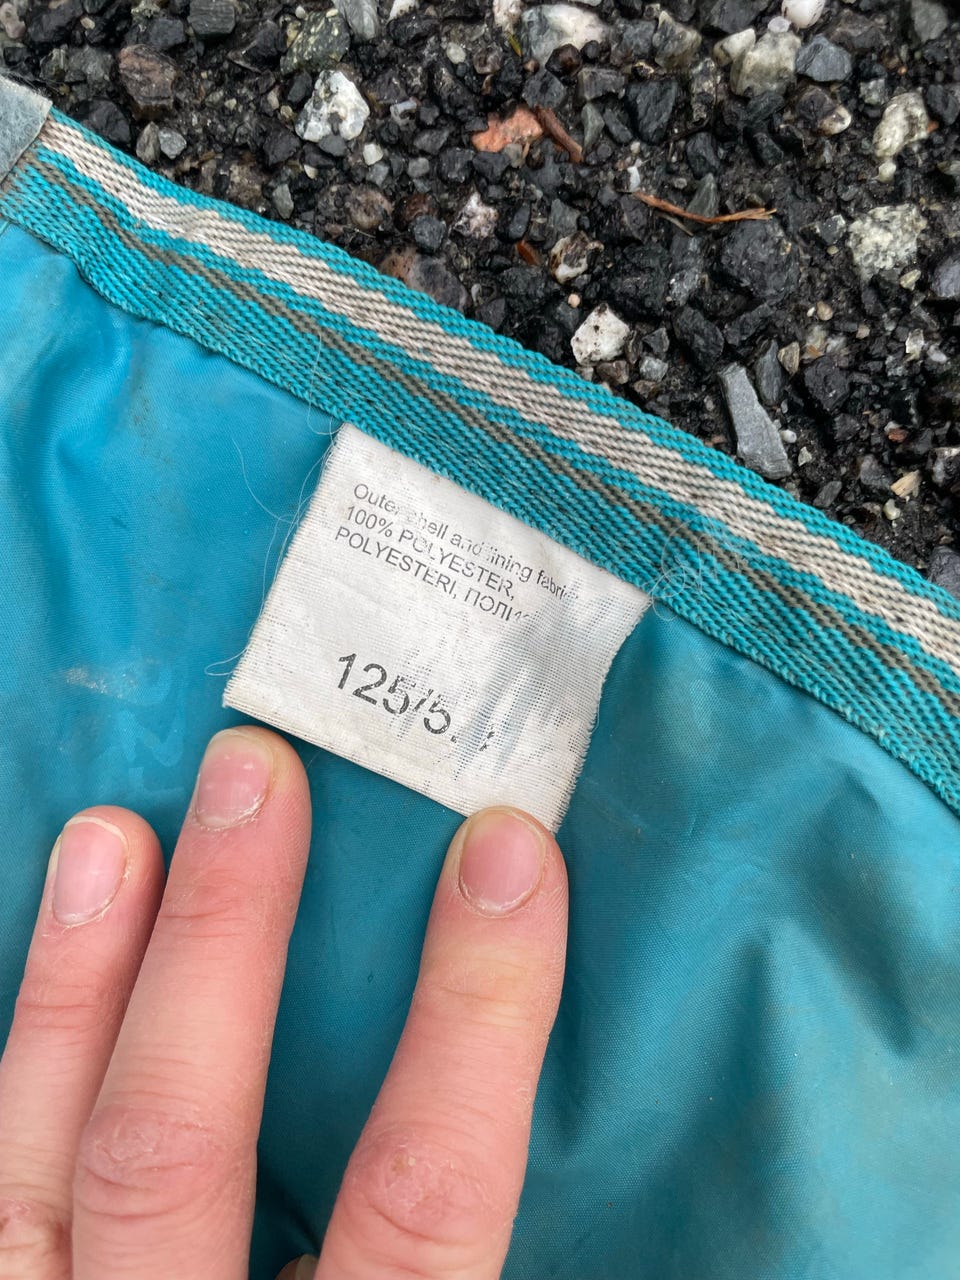 Outer shell and lining fabric
100% POLYESTER,
POLYESTERI,
125/5